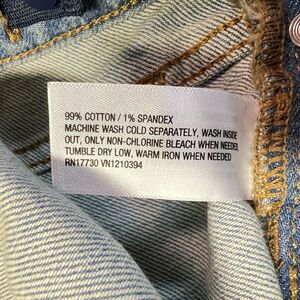 99% COTTON / 1% SPANDEX
MACHINE WASH COLD SEPARATELY, WASH INSIDE
OUT, ONLY NON-CHLORINE BLEACH WHEN NEEDED,
TUMBLE DRY LOW, WARM IRON WHEN NEEDED
RN17730 VN1210394